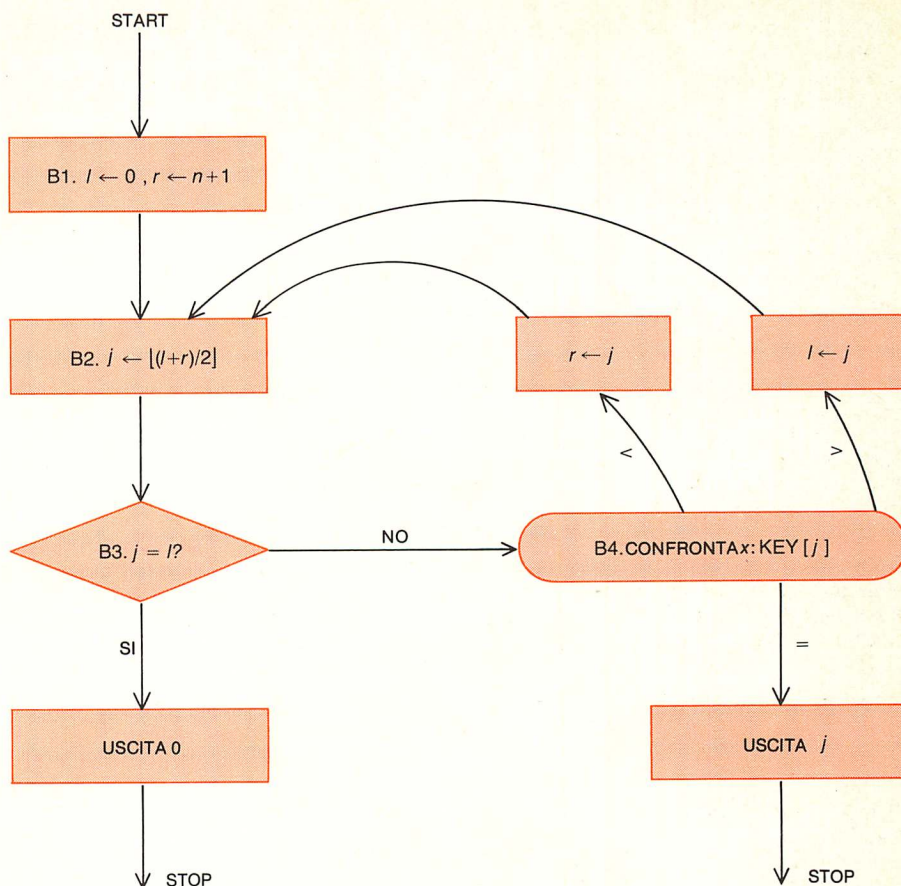 START
B1. l ← 0 , r ← n+1
B2. j ← ⌊(l+r)/2⌋
r ← j
l ← j
<
>
B3. j = l?
NO
B4. CONFRONTA x: KEY [ j ]
SI
=
USCITA 0
USCITA j
STOP
STOP